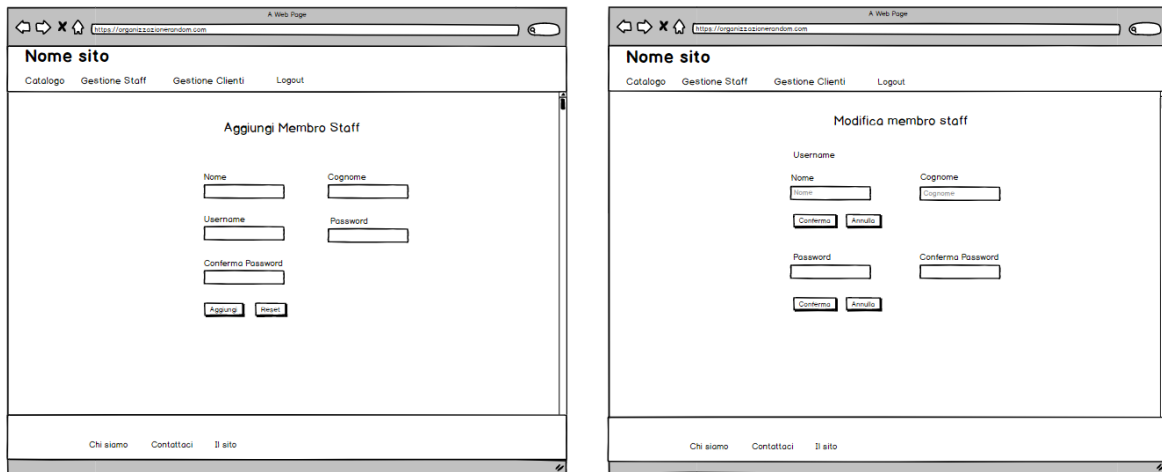 A Web Page
https://organizzazionerandom.com
Nome sito
Catalogo Gestione Staff Gestione Clienti Logout
Aggiungi Membro Staff
Nome Cognome
Username Password
Conferma Password
Aggiungi Reset
Chi siamo Contattaci Il sito
A Web Page
https://organizzazionerandom.com
Nome sito
Catalogo Gestione Staff Gestione Clienti Logout
Modifica membro staff
Username
Nome Cognome
Nome Cognome
Conferma Annulla
Password Conferma Password
Conferma Annulla
Chi siamo Contattaci Il sito